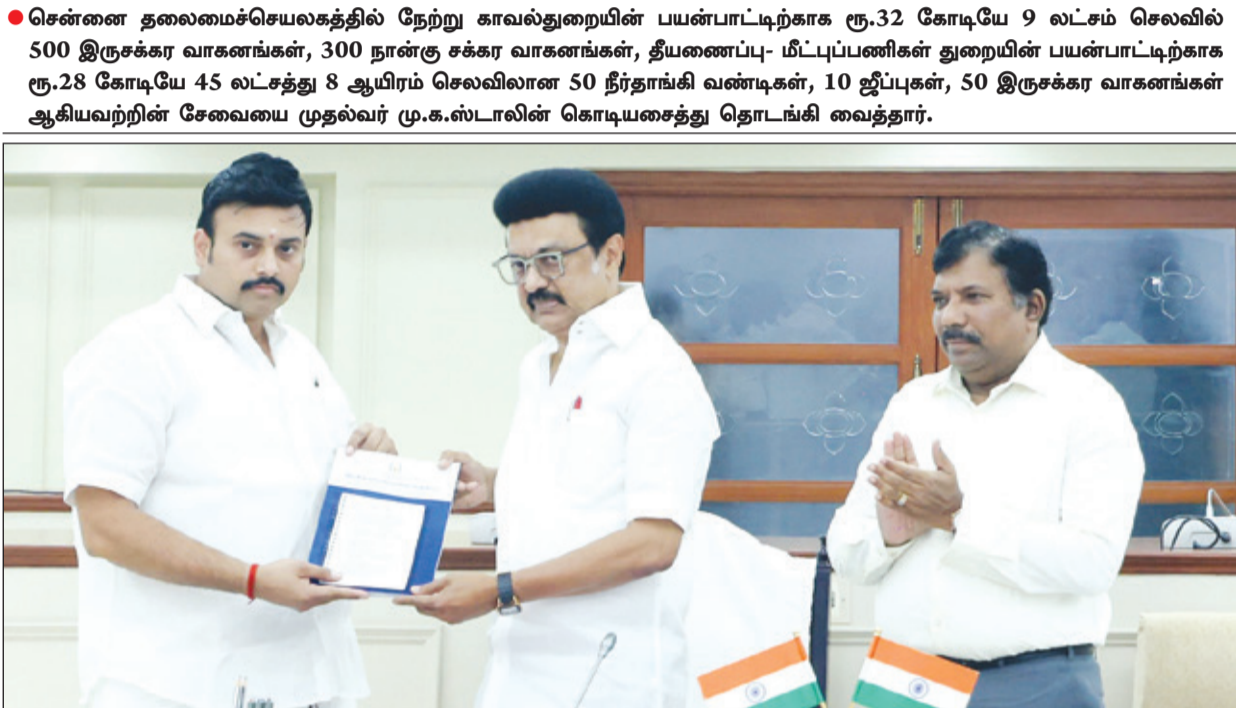 சென்னை தலைமைச்செயலகத்தில் நேற்று காவல்துறையின் பயன்பாட்டிற்காக ரூ.32 கோடியே 9 லட்சம் செலவில்
500 இருசக்கர வாகனங்கள், 300 நான்கு சக்கர வாகனங்கள், தீயணைப்பு- மீட்புப்பணிகள் துறையின் பயன்பாட்டிற்காக
ரூ.28 கோடியே 45 லட்சத்து 8 ஆயிரம் செலவிலான 50 நீர்தாங்கி வண்டிகள், 10 ஜீப்புகள், 50 இருசக்கர வாகனங்கள்
ஆகியவற்றின் சேவையை முதல்வர் மு.க.ஸ்டாலின் கொடியசைத்து தொடங்கி வைத்தார்.